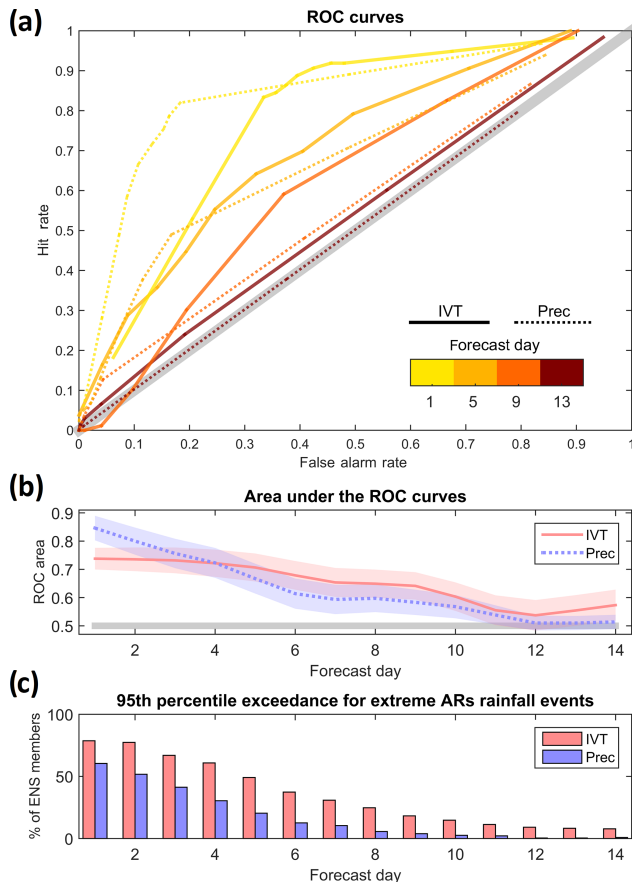 (a)
ROC curves
1
0.9
0.8
0.7
0.6
0.5
0.4
0.3
0.2
0.1
0
Hit rate
IVT Prec
Forecast day
1 5 9 13
0 0.1 0.2 0.3 0.4 0.5 0.6 0.7 0.8 0.9 1
False alarm rate
(b)
Area under the ROC curves
0.9
0.8
0.7
0.6
0.5
ROC area
IVT
Prec
2 4 6 8 10 12 14
Forecast day
(c)
95th percentile exceedance for extreme ARs rainfall events
100
50
0
% of ENS members
IVT
Prec
2 4 6 8 10 12 14
Forecast day